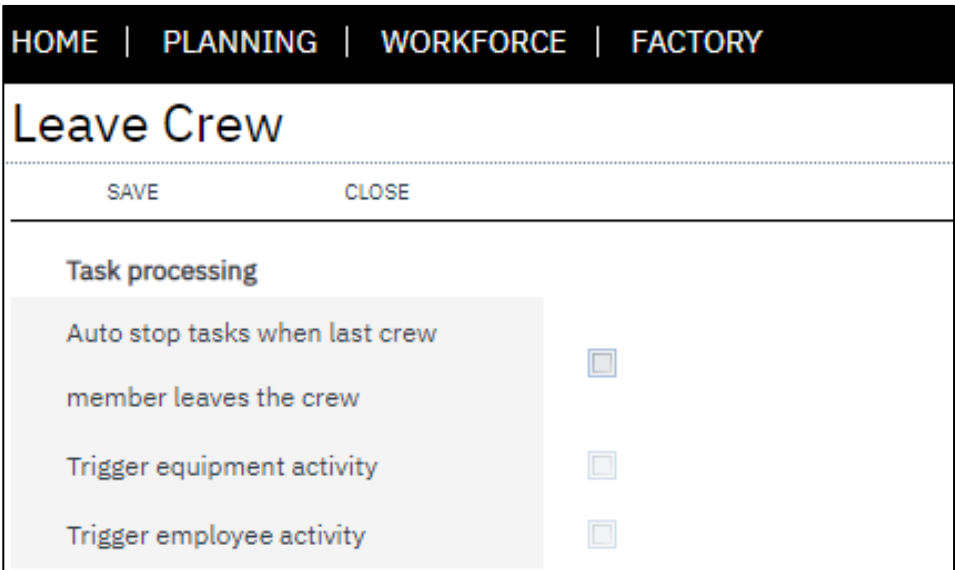 HOME | PLANNING | WORKFORCE | FACTORY
Leave Crew
SAVE CLOSE
Task processing
Auto stop tasks when last crew
member leaves the crew
Trigger equipment activity
Trigger employee activity